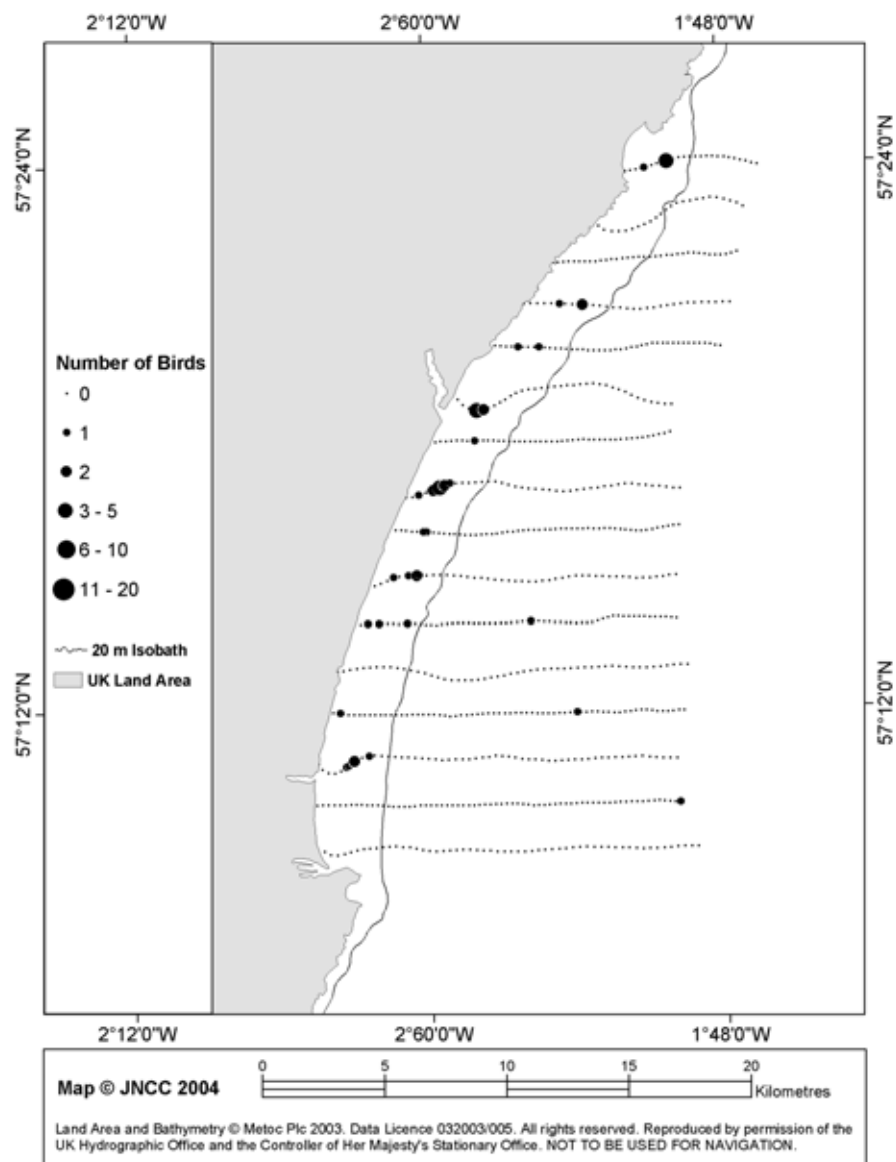 2°12'0"W 2°60'0"W 1°48'0"W
57°24'0"N 57°24'0"N
Number of Birds
0
1
2
3 - 5
6 - 10
11 - 20
20 m Isobath
UK Land Area
57°12'0"N 57°12'0"N
2°12'0"W 2°60'0"W 1°48'0"W
0 5 10 15 20
Map © JNCC 2004 Kilometres
Land Area and Bathymetry © Metoc Plc 2003. Data Licence 032003/005. All rights reserved. Reproduced by permission of the
UK Hydrographic Office and the Controller of Her Majesty's Stationary Office. NOT TO BE USED FOR NAVIGATION.